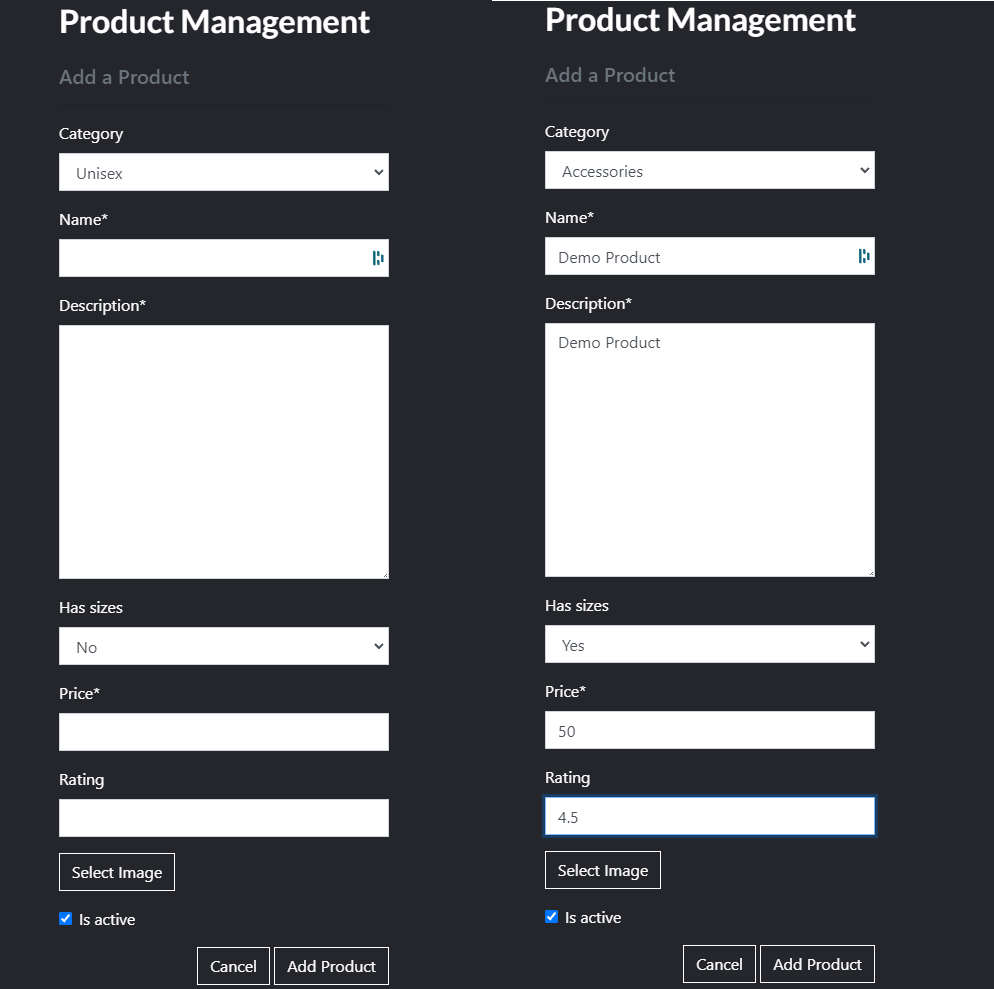 Product Management
Add a Product
Category
Unisex
Name*
Description*
Has sizes
No
Price*
Rating
Select Image
Is active
Cancel
Add Product
Product Management
Add a Product
Category
Accessories
Name*
Demo Product
Description*
Demo Product
Has sizes
Yes
Price*
50
Rating
4.5
Select Image
Is active
Cancel
Add Product